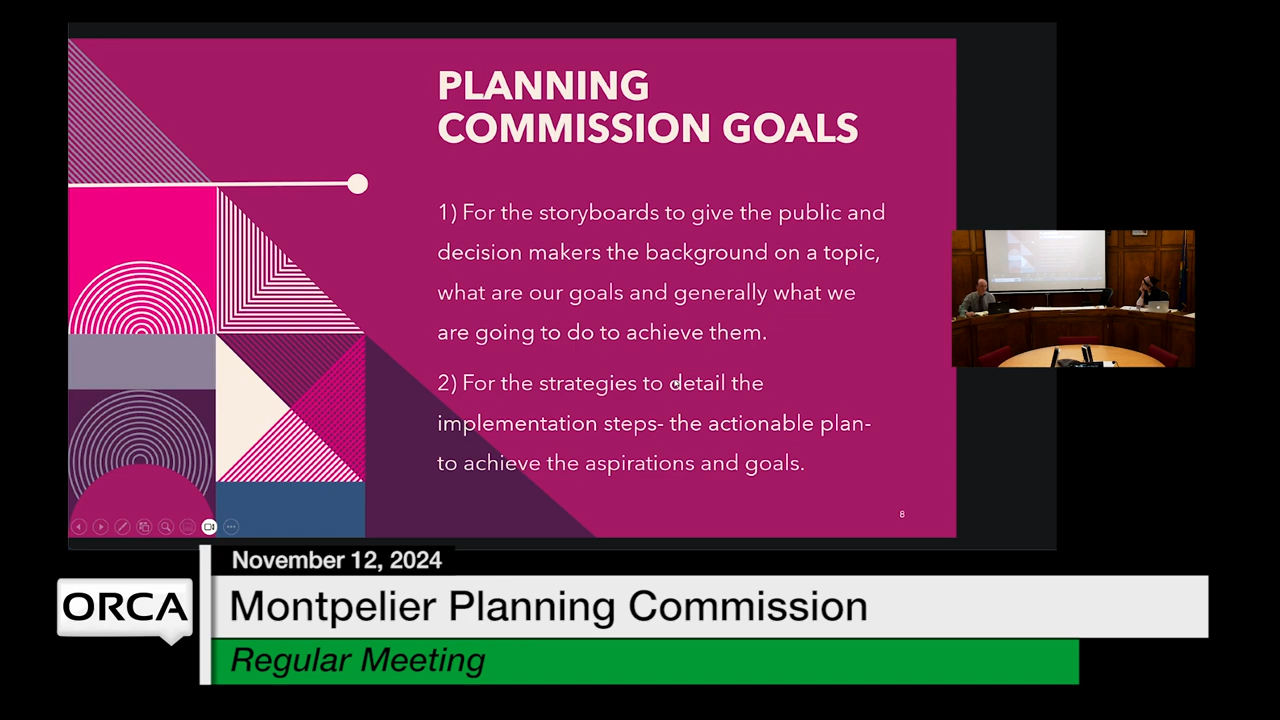 PLANNING
COMMISSION GOALS
1) For the storyboards to give the public and
decision makers the background on a topic,
what are our goals and generally what we
are going to do to achieve them.
2) For the strategies to detail the
implementation steps- the actionable plan-
to achieve the aspirations and goals.
8
November 12, 2024
ORCA
Montpelier Planning Commission
Regular Meeting